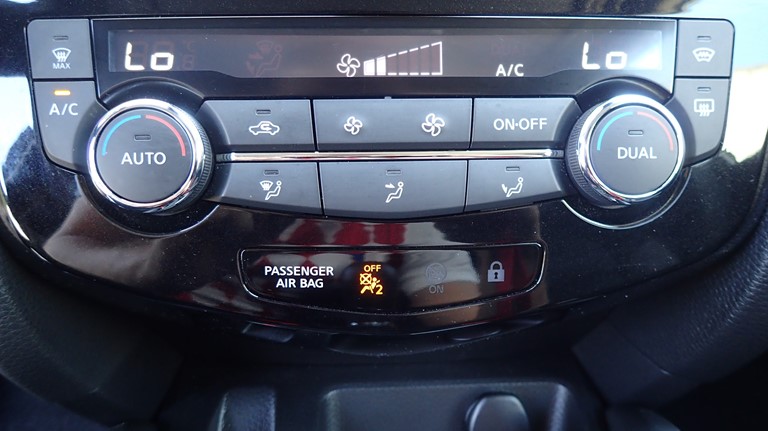 Lo A/C Lo
MAX
A/C
AUTO
ON·OFF
DUAL
PASSENGER
AIR BAG
OFF
2
ON